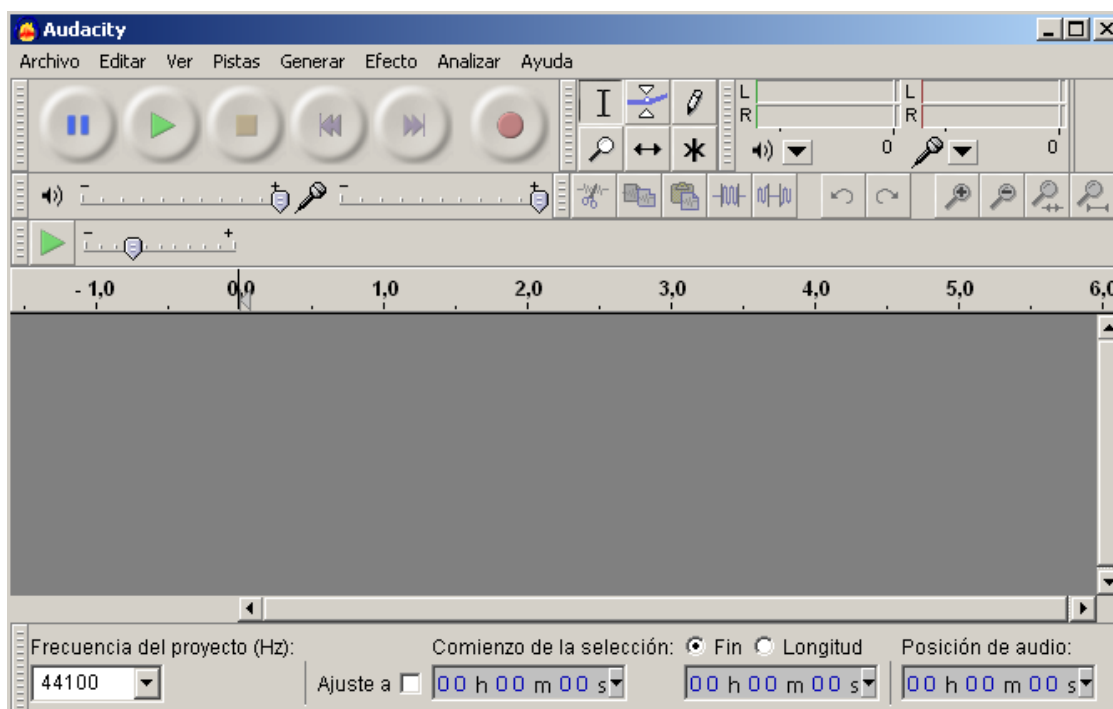 Audacity
Archivo Editar Ver Pistas Generar Efecto Analizar Ayuda
L L
R R
0 0
- + - +
- +
- 1,0 0,0 1,0 2,0 3,0 4,0 5,0 6,0
Frecuencia del proyecto (Hz): Comienzo de la selección: Fin Longitud Posición de audio:
44100 Ajuste a 00 h 00 m 00 s 00 h 00 m 00 s 00 h 00 m 00 s